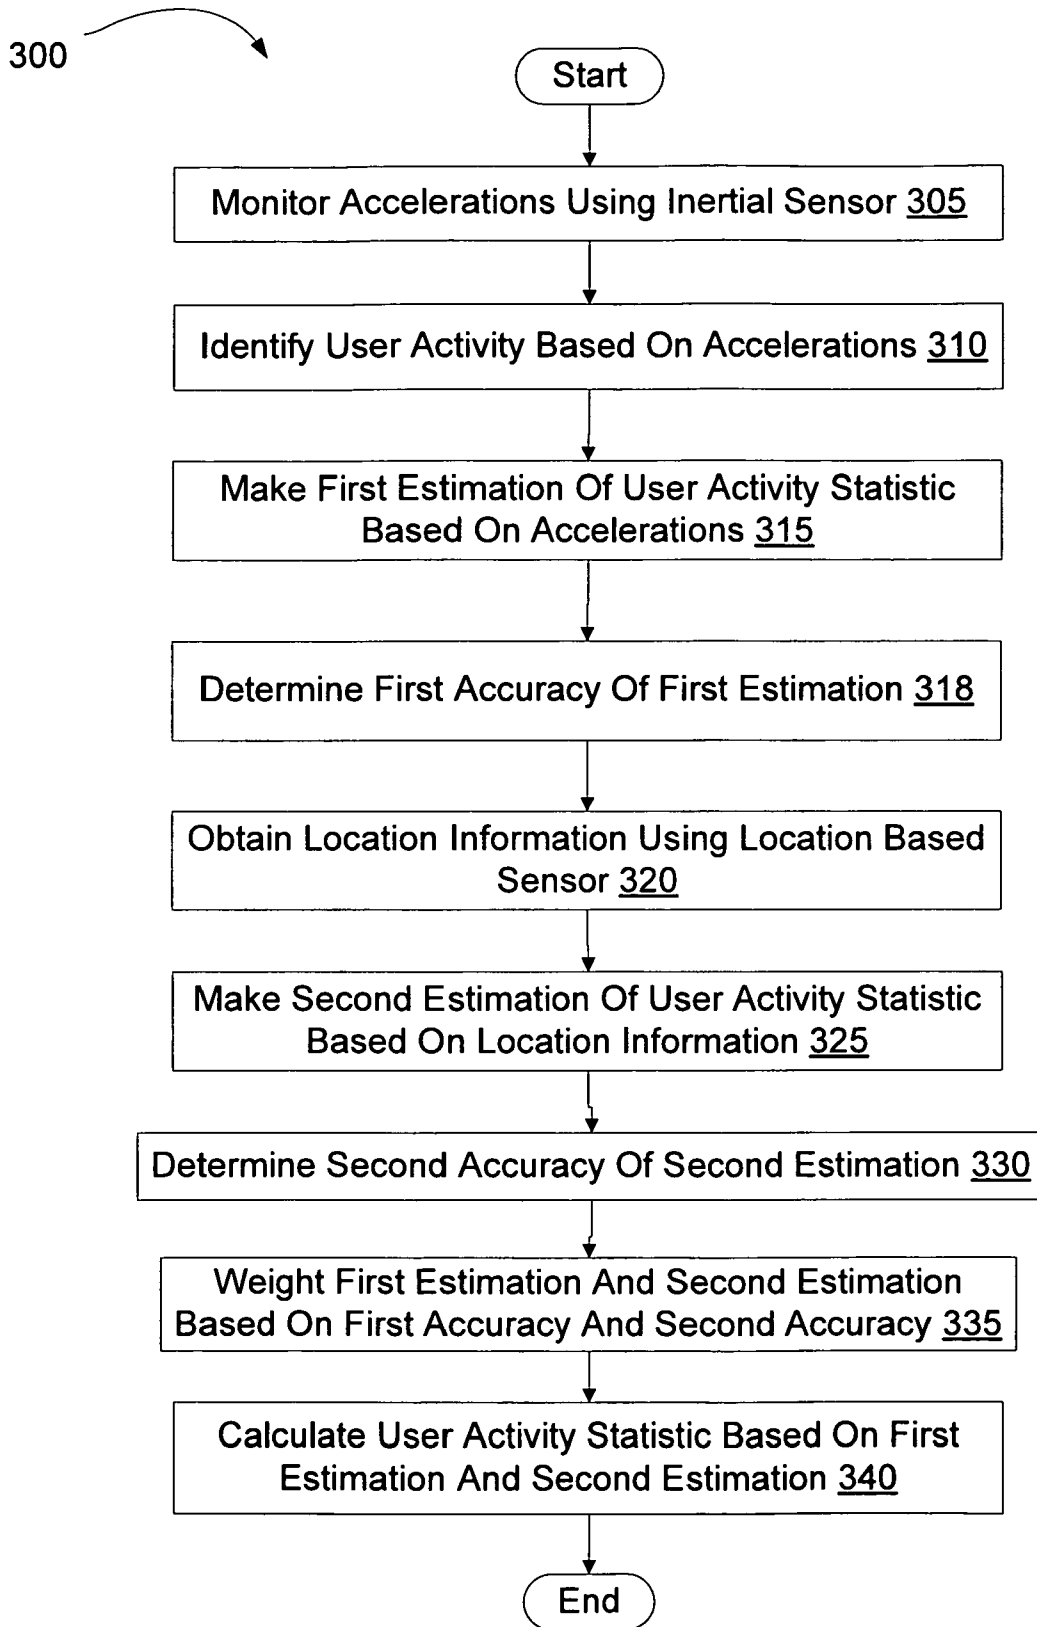 300
Start
Monitor Accelerations Using Inertial Sensor 305
Identify User Activity Based On Accelerations 310
Make First Estimation Of User Activity Statistic
Based On Accelerations 315
Determine First Accuracy Of First Estimation 318
Obtain Location Information Using Location Based
Sensor 320
Make Second Estimation Of User Activity Statistic
Based On Location Information 325
Determine Second Accuracy Of Second Estimation 330
Weight First Estimation And Second Estimation
Based On First Accuracy And Second Accuracy 335
Calculate User Activity Statistic Based On First
Estimation And Second Estimation 340
End